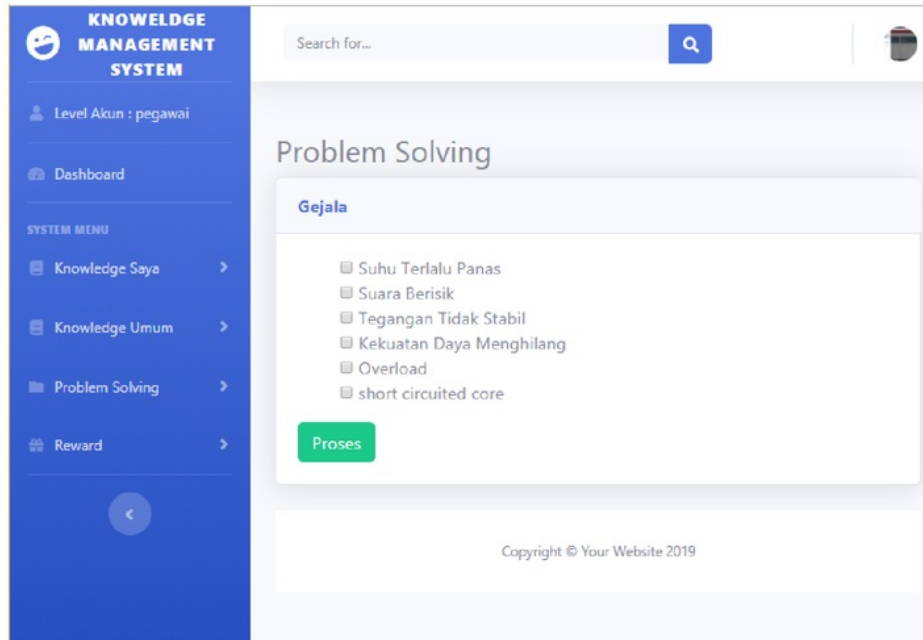 KNOWELDGE
MANAGEMENT
SYSTEM
Level Akun : pegawai
Dashboard
SYSTEM MENU
Knowledge Saya
Knowledge Umum
Problem Solving
Reward
Search for...
Problem Solving
Gejala
Suhu Terlalu Panas
Suara Berisik
Tegangan Tidak Stabil
Kekuatan Daya Menghilang
Overload
short circuited core
Proses
Copyright © Your Website 2019